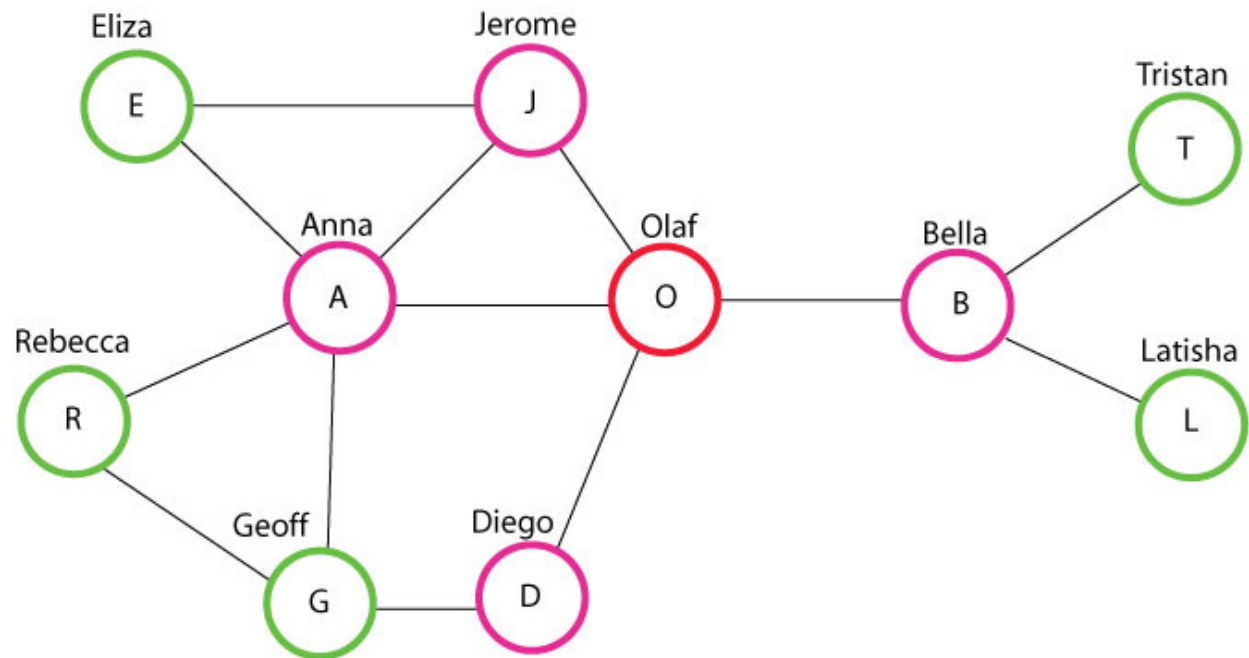 Eliza
E
Jerome
J
Tristan
T
Anna
A
Olaf
O
Bella
B
Rebecca
R
Latisha
L
Geoff
G
Diego
D